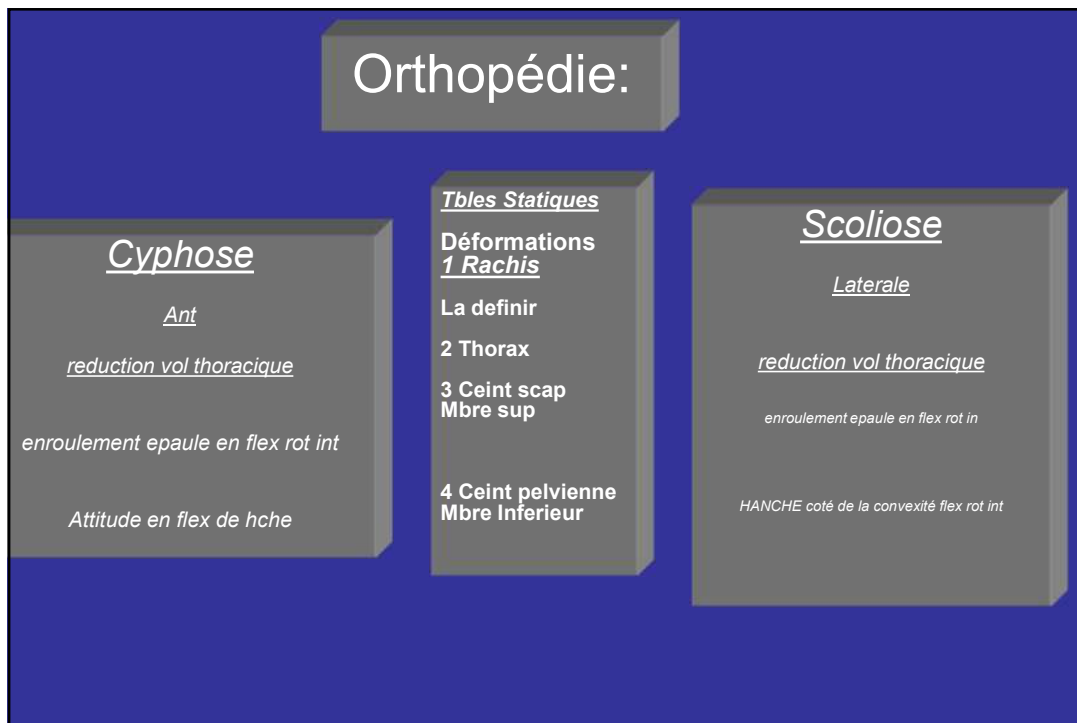 Orthopédie:
Cyphose
Ant
reduction vol thoracique
enroulement epaule en flex rot int
Attitude en flex de hche
Tbles Statiques
Déformations
1 Rachis
La definir
2 Thorax
3 Ceint scap
Mbre sup
4 Ceint pelvienne
Mbre Inferieur
Scoliose
Laterale
reduction vol thoracique
enroulement epaule en flex rot in
HANCHE coté de la convexité flex rot int